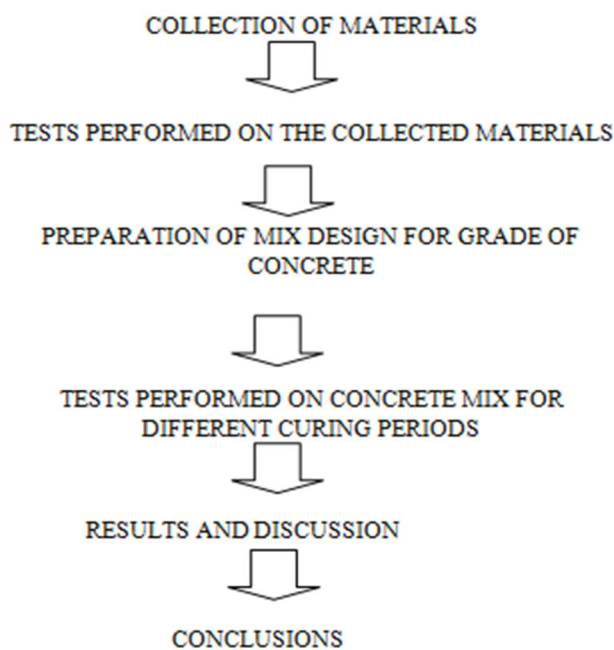 COLLECTION OF MATERIALS
TESTS PERFORMED ON THE COLLECTED MATERIALS
PREPARATION OF MIX DESIGN FOR GRADE OF
CONCRETE
TESTS PERFORMED ON CONCRETE MIX FOR
DIFFERENT CURING PERIODS
RESULTS AND DISCUSSION
CONCLUSIONS